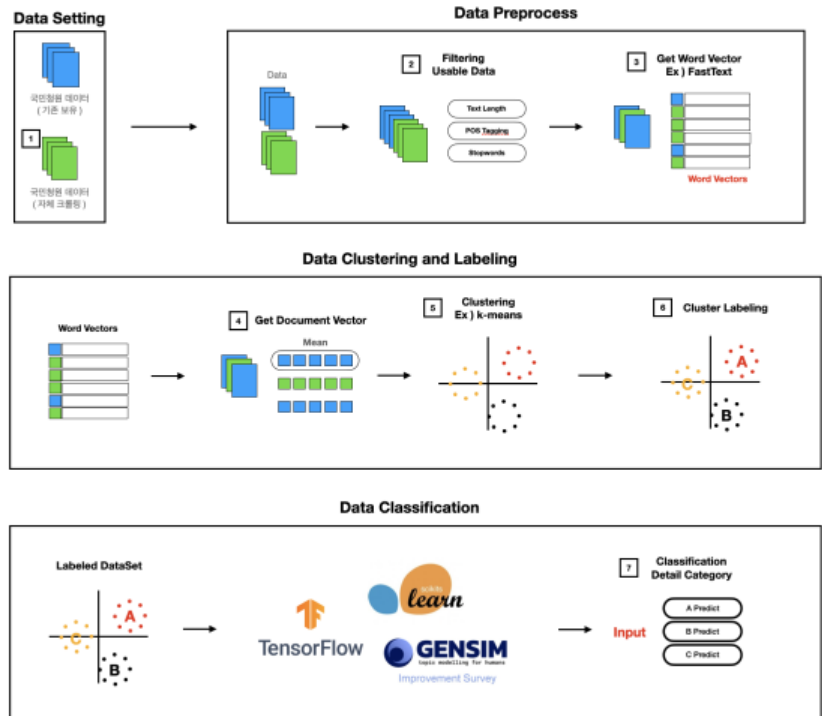 Data Setting
국민청원 데이터
( 기존 보유 )
1
국민청원 데이터
( 자체 크롤링 )
Data Preprocess
Data
2
Filtering
Usable Data
Text Length
POS Tagging
Stopwords
3
Get Word Vector
Ex ) FastText
Word Vectors
Data Clustering and Labeling
Word Vectors
4
Get Document Vector
Mean
5
Clustering
Ex ) k-means
6
Cluster Labeling
A
C
B
Data Classification
Labeled DataSet
A
C
B
TensorFlow
scikits
learn
GENSIM
topic modelling for humans
Improvement Survey
7
Classification
Detail Category
Input
A Predict
B Predict
C Predict